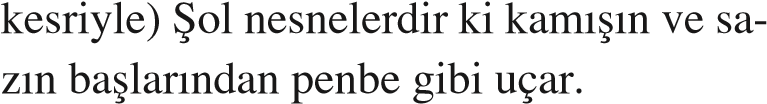 kesriyle) Şol nesnelerdir ki kamışın ve sa-
zın başlarından penbe gibi uçar.